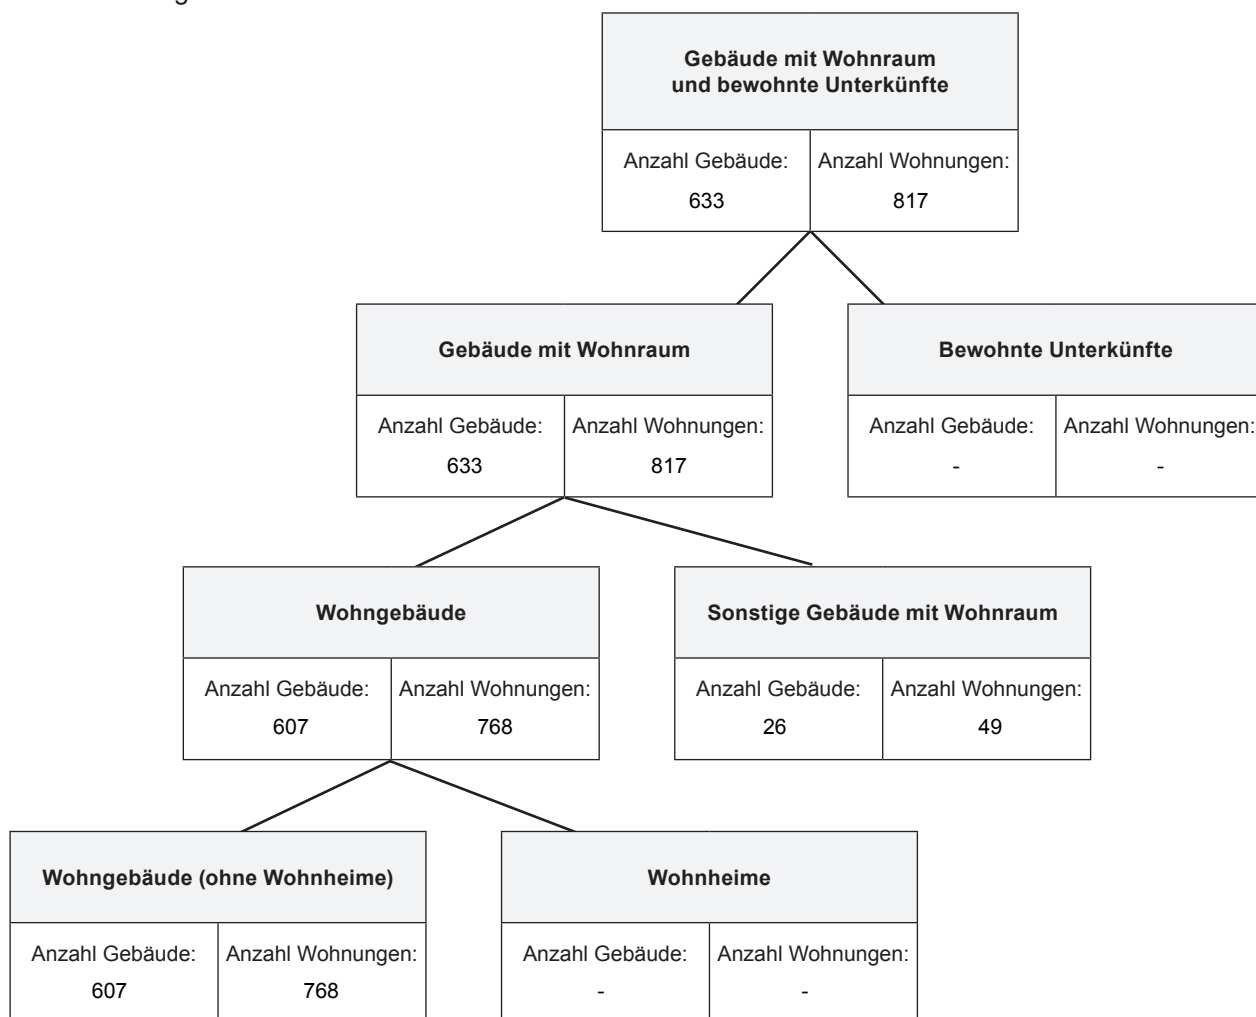 Gebäude mit Wohnraum
und bewohnte Unterkünfte
Anzahl Gebäude: Anzahl Wohnungen:
633 817
Gebäude mit Wohnraum
Anzahl Gebäude: Anzahl Wohnungen:
633 817
Bewohnte Unterkünfte
Anzahl Gebäude: Anzahl Wohnungen:
- -
Wohngebäude
Anzahl Gebäude: Anzahl Wohnungen:
607 768
Sonstige Gebäude mit Wohnraum
Anzahl Gebäude: Anzahl Wohnungen:
26 49
Wohngebäude (ohne Wohnheime)
Anzahl Gebäude: Anzahl Wohnungen:
607 768
Wohnheime
Anzahl Gebäude: Anzahl Wohnungen:
- -